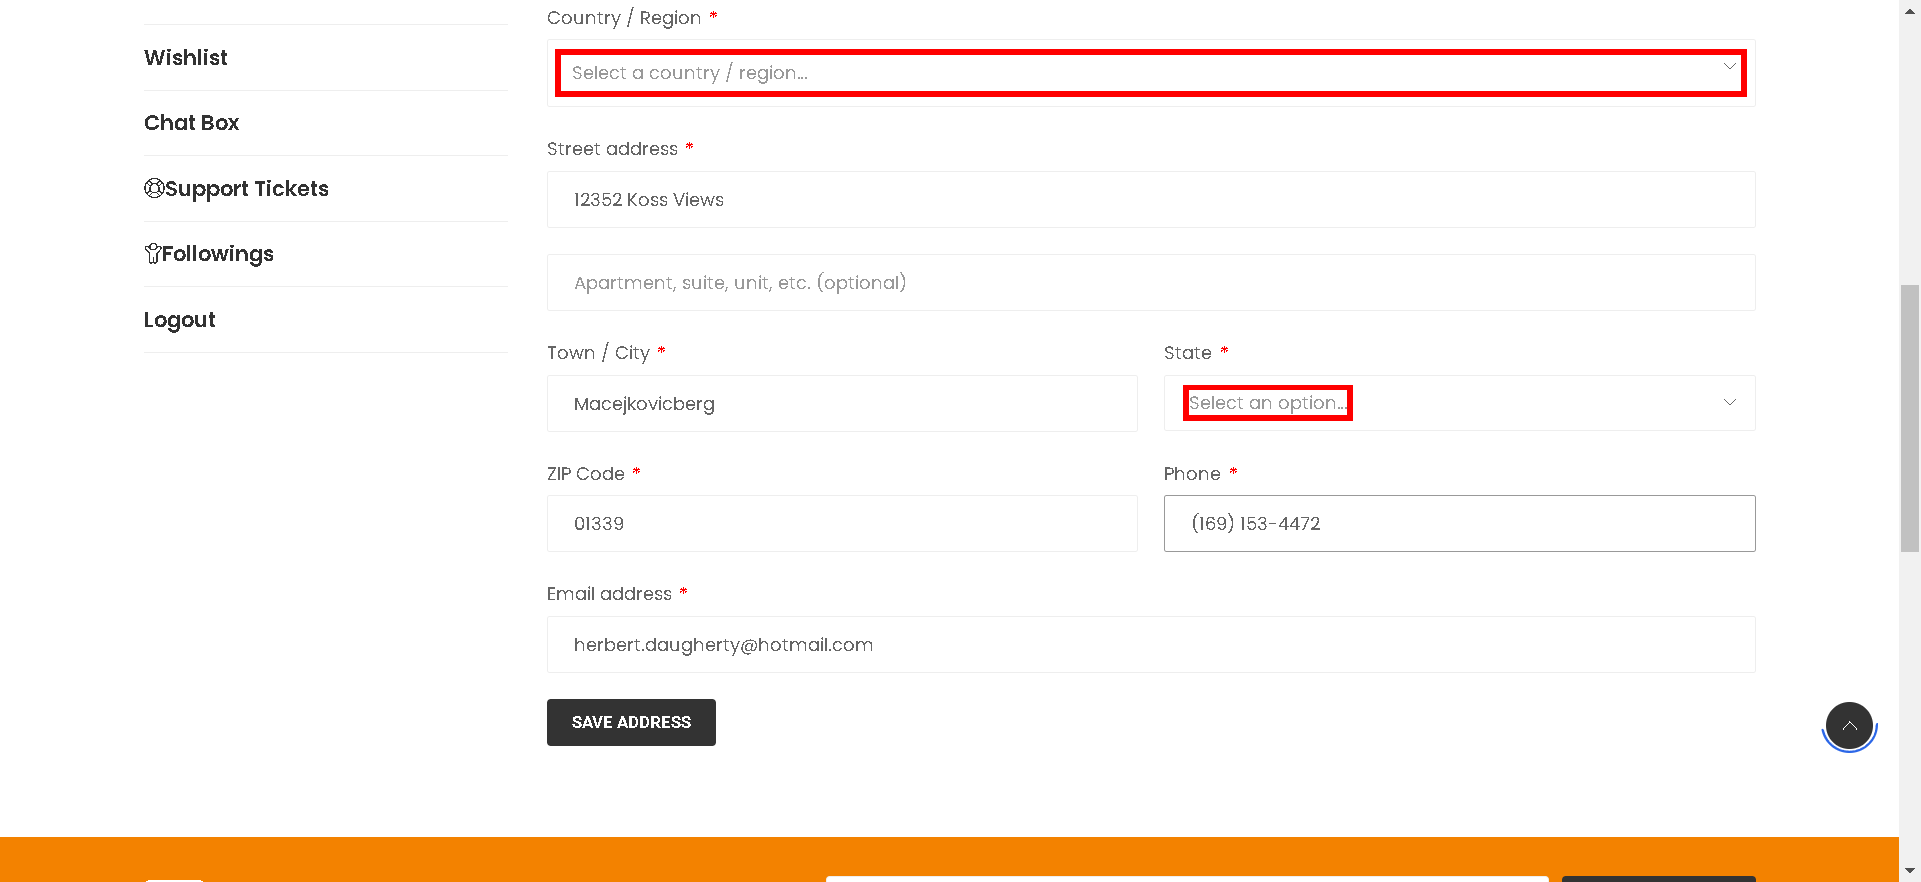 Country / Region *
Select a country / region...
Wishlist
Chat Box
Support Tickets
Followings
Logout
Street address *
12352 Koss Views
Apartment, suite, unit, etc. (optional)
Town / City *
Macejkovicberg
State *
Select an option...
ZIP Code *
01339
Phone *
(169) 153-4472
Email address *
herbert.daugherty@hotmail.com
SAVE ADDRESS